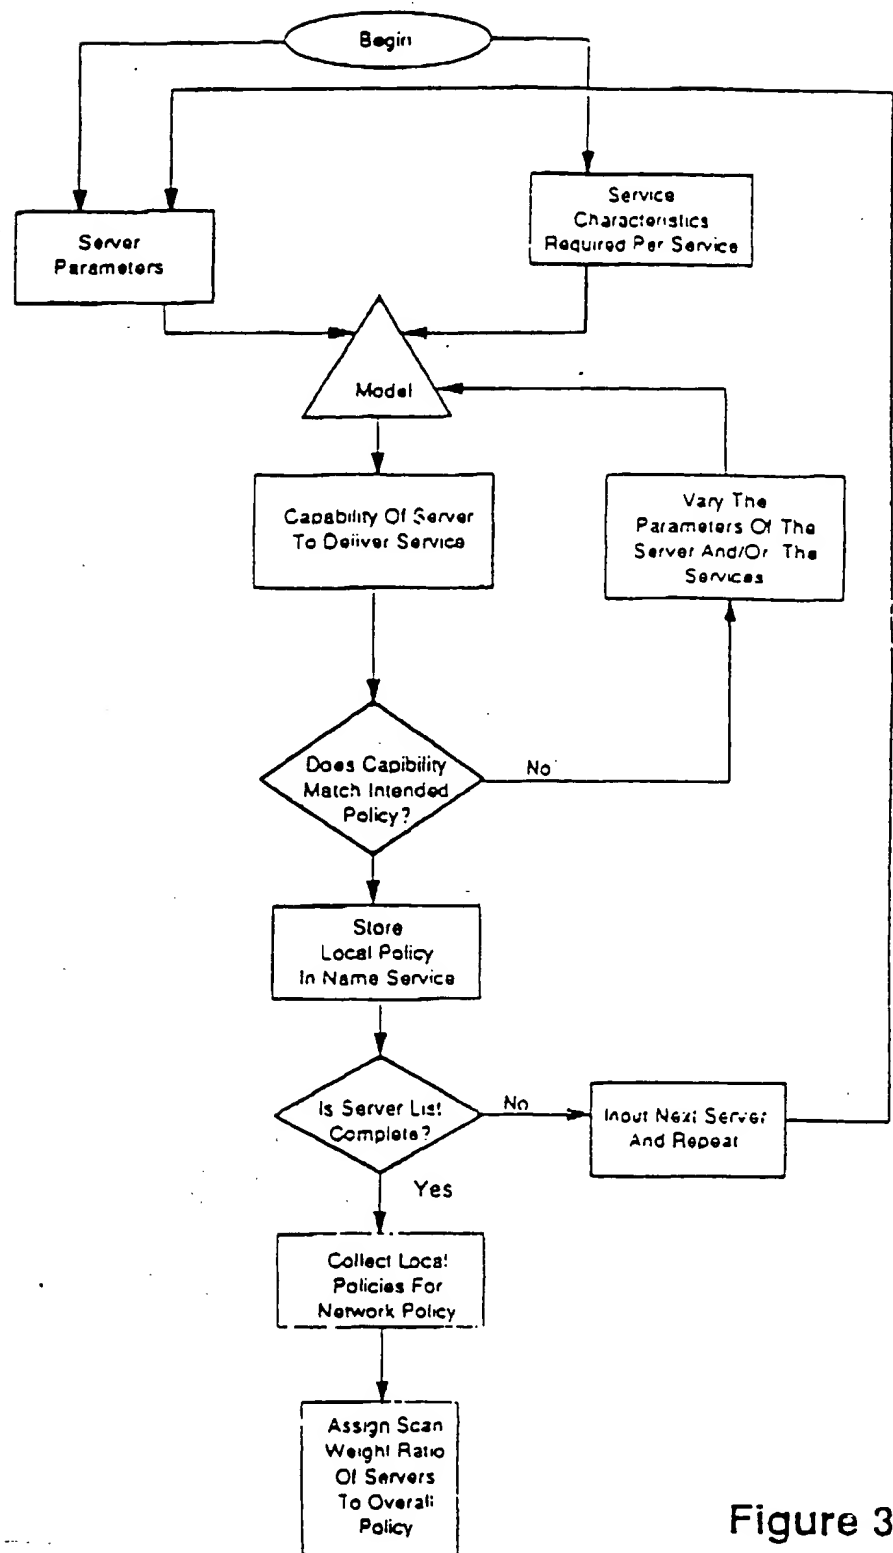 Begin
Server
Parameters
Service
Characteristics
Required Per Service
Model
Capability Of Server
To Deliver Service
Vary The
Parameters Of The
Server And/Or The
Services
Does Capibility
Match Intended
Policy?
No
Store
Local Policy
In Name Service
Is Server List
Complete?
No
Input Next Server
And Repeat
Yes
Collect Local
Policies For
Network Policy
Assign Scan
Weight Ratio
Of Servers
To Overall
Policy
Figure 3